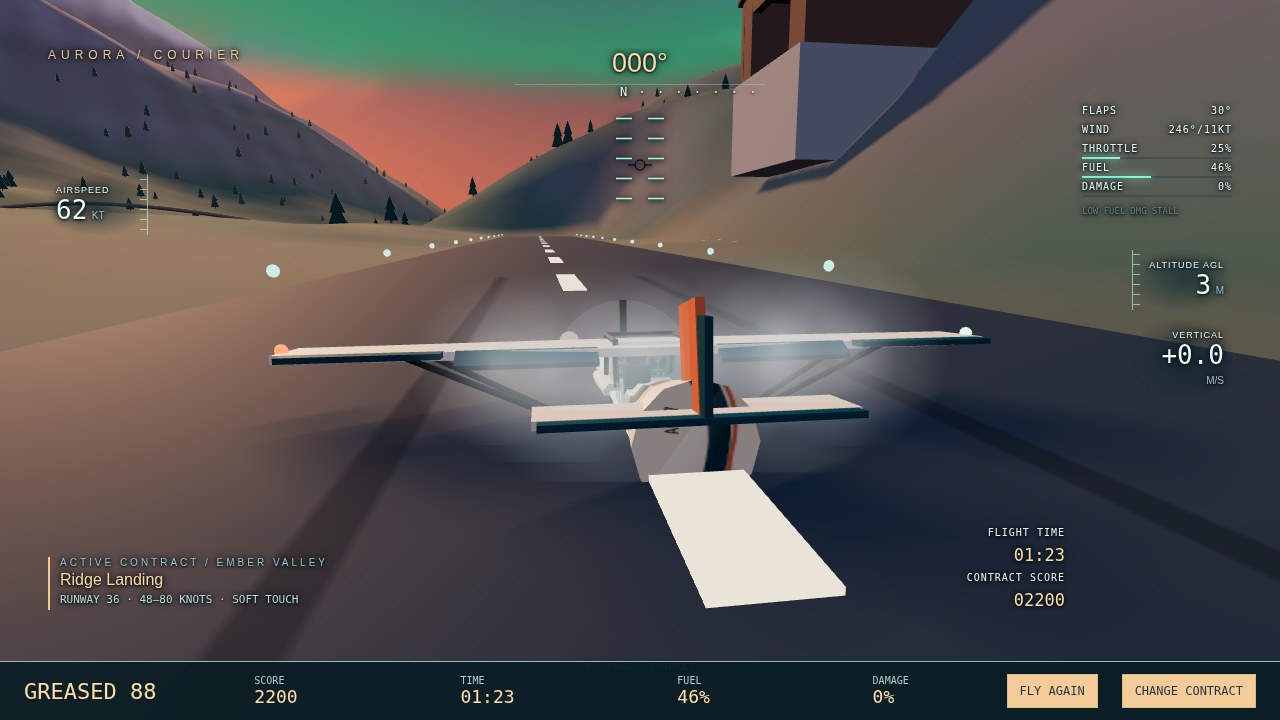 AURORA / COURIER
000°
N
FLAPS 30°
WIND 246°/11KT
THROTTLE 25%
FUEL 46%
DAMAGE 0%
LOW FUEL DMG STALL
AIRSPEED
62 KT
ALTITUDE AGL
3 M
VERTICAL
+0.0
M/S
FLIGHT TIME
01:23
CONTRACT SCORE
02200
ACTIVE CONTRACT / EMBER VALLEY
Ridge Landing
RUNWAY 36 · 48–80 KNOTS · SOFT TOUCH
GREASED 88
SCORE
2200
TIME
01:23
FUEL
46%
DAMAGE
0%
FLY AGAIN
CHANGE CONTRACT